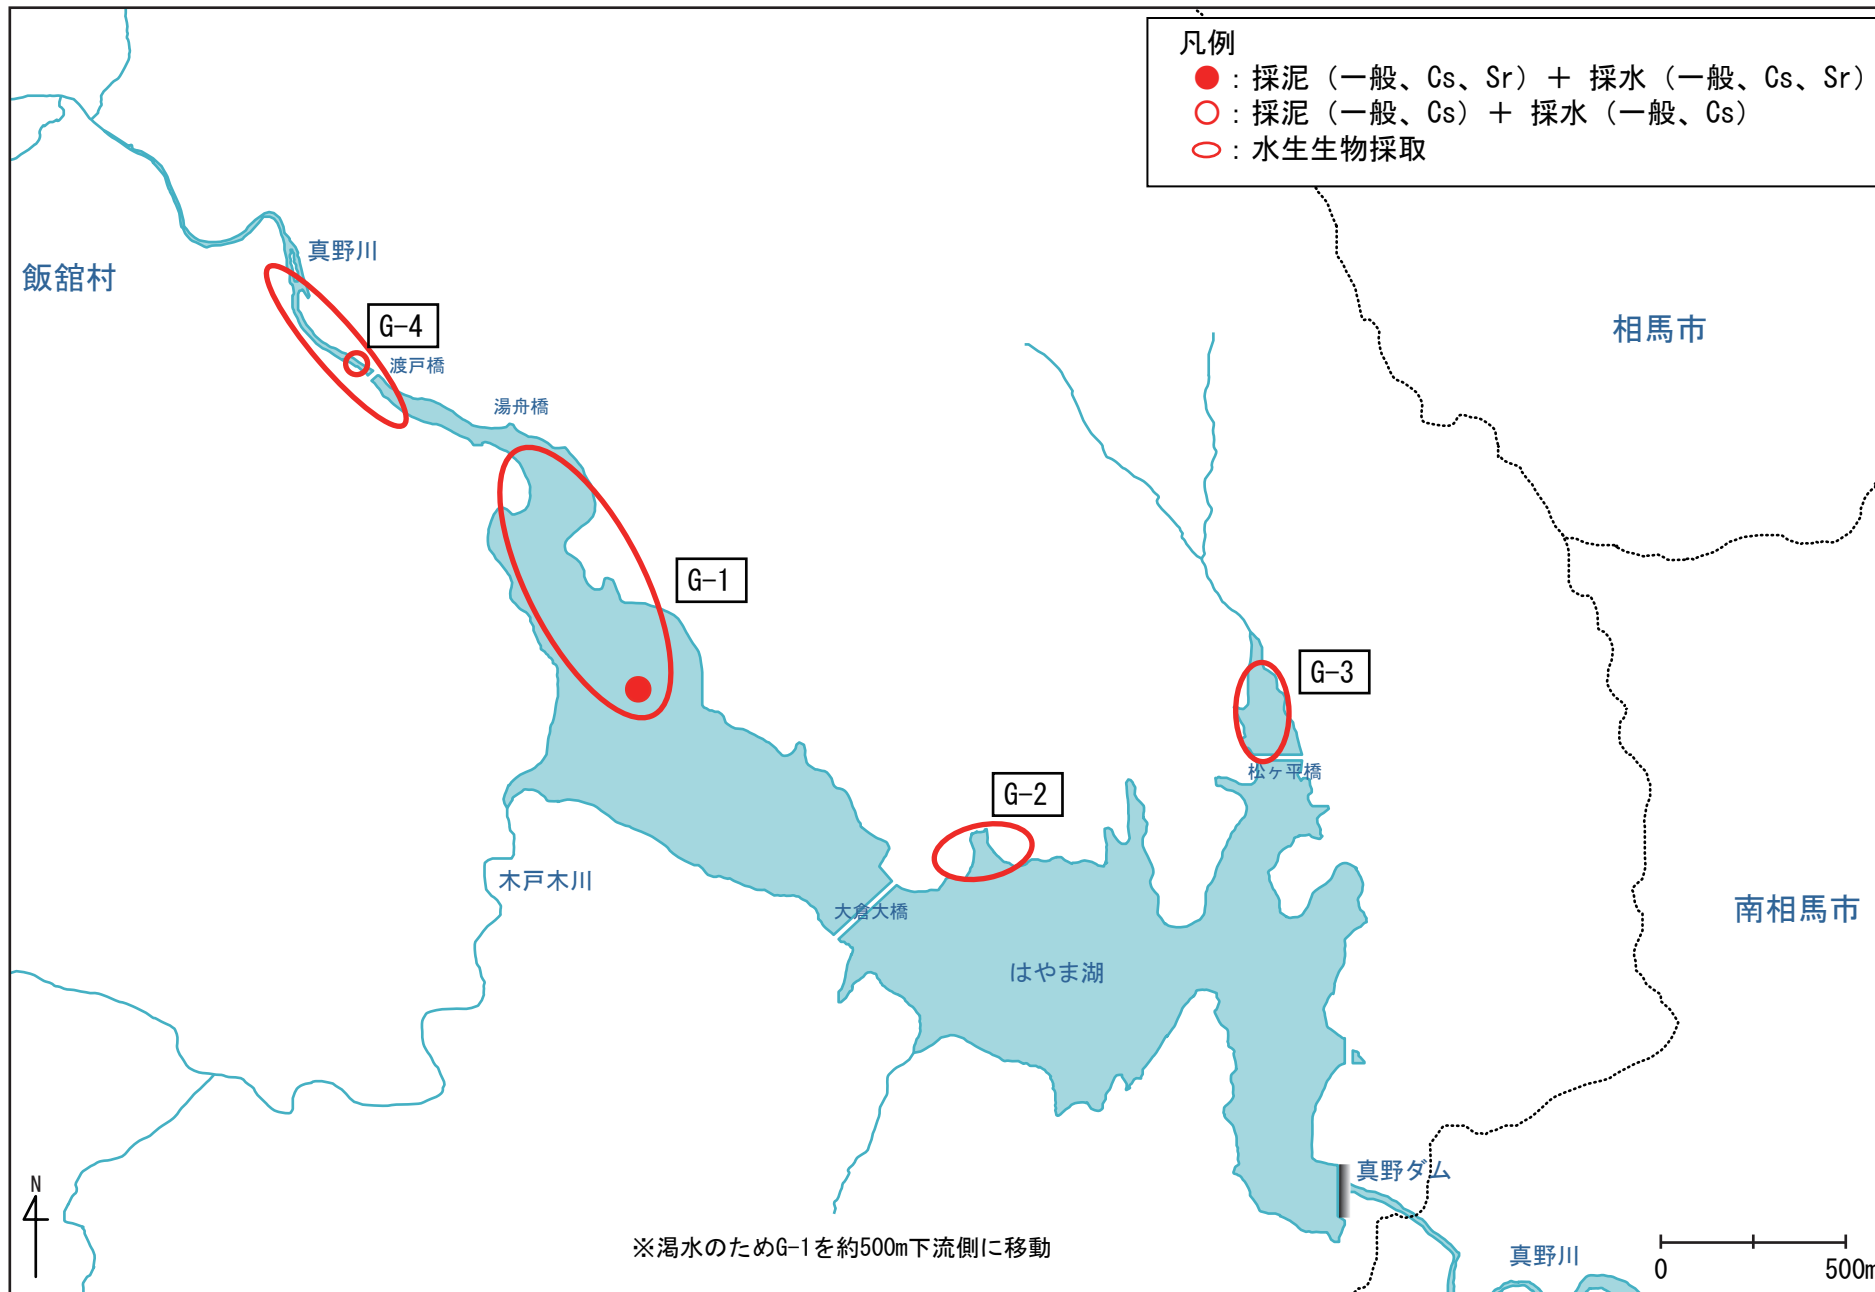 凡例
●：採泥（一般、Cs、Sr）＋ 採水（一般、Cs、Sr）
○：採泥（一般、Cs）＋ 採水（一般、Cs）
：水生生物採取
真野川
飯舘村
G-4
相馬市
渡戸橋
湯舟橋
G-1
G-3
松ヶ平橋
G-2
木戸木川
大倉大橋
南相馬市
はやま湖
真野ダム
N
※渇水のためG-1を約500m下流側に移動
真野川
0
500m